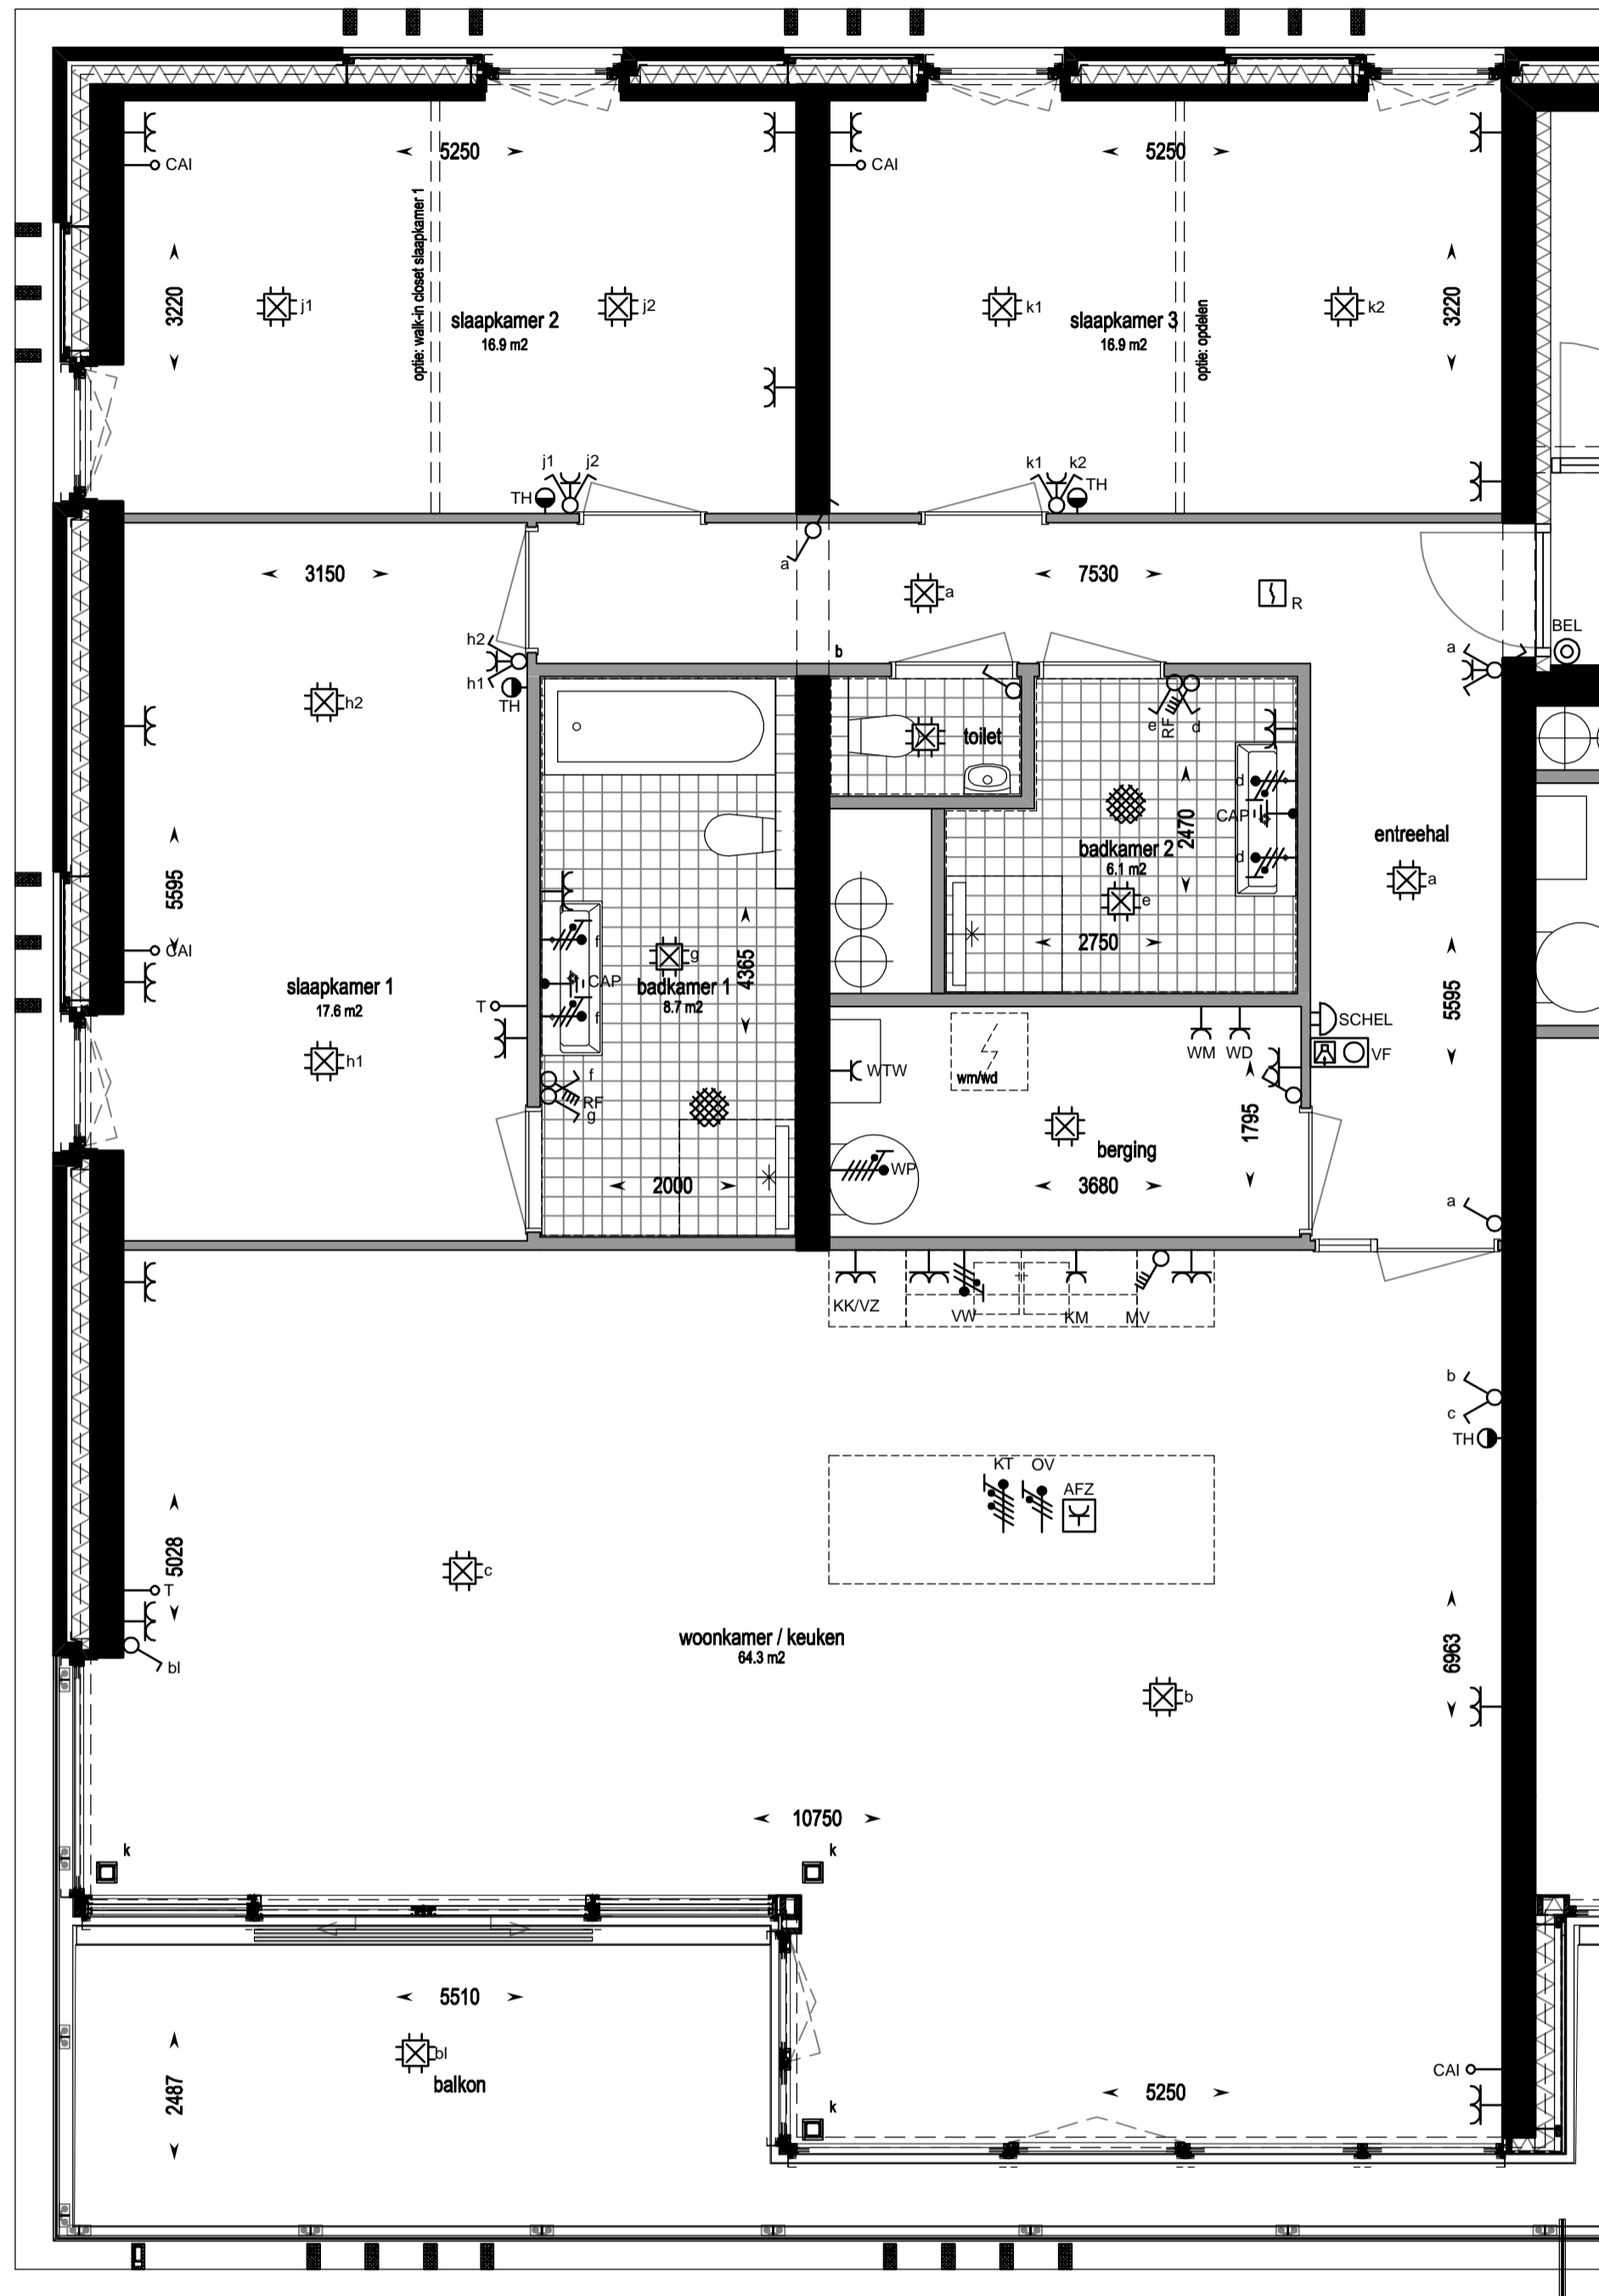 CAI
5250
CAI
5250
optie: walk-in closet slaapkamer 1
3220
j1
slaapkamer 2
16.9 m2
j2
k1
slaapkamer 3
16.9 m2
optie: opdelen
k2
3220
j1
j2
TH
k1
k2
TH
a
3150
a
7530
R
BEL
h2
h1
TH
b
a
h2
toilet
e
RF
d
d
CAP
d
2470
badkamer 2
6.1 m2
e
2750
entreehal
a
5595
CAI
slaapkamer 1
17.6 m2
h1
T
f
CAP
f
g
badkamer 1
8.7 m2
4365
f
RF
g
2000
WTW
wm/wd
WM
WD
SCHEL
VF
5595
1795
WP
berging
3680
a
KK/VZ
VW
KM
MV
b
c
TH
KT
OV
AFZ
5028
c
T
bl
woonkamer / keuken
64.3 m2
6963
b
10750
k
k
5510
bl
balkon
2487
k
5250
CAI